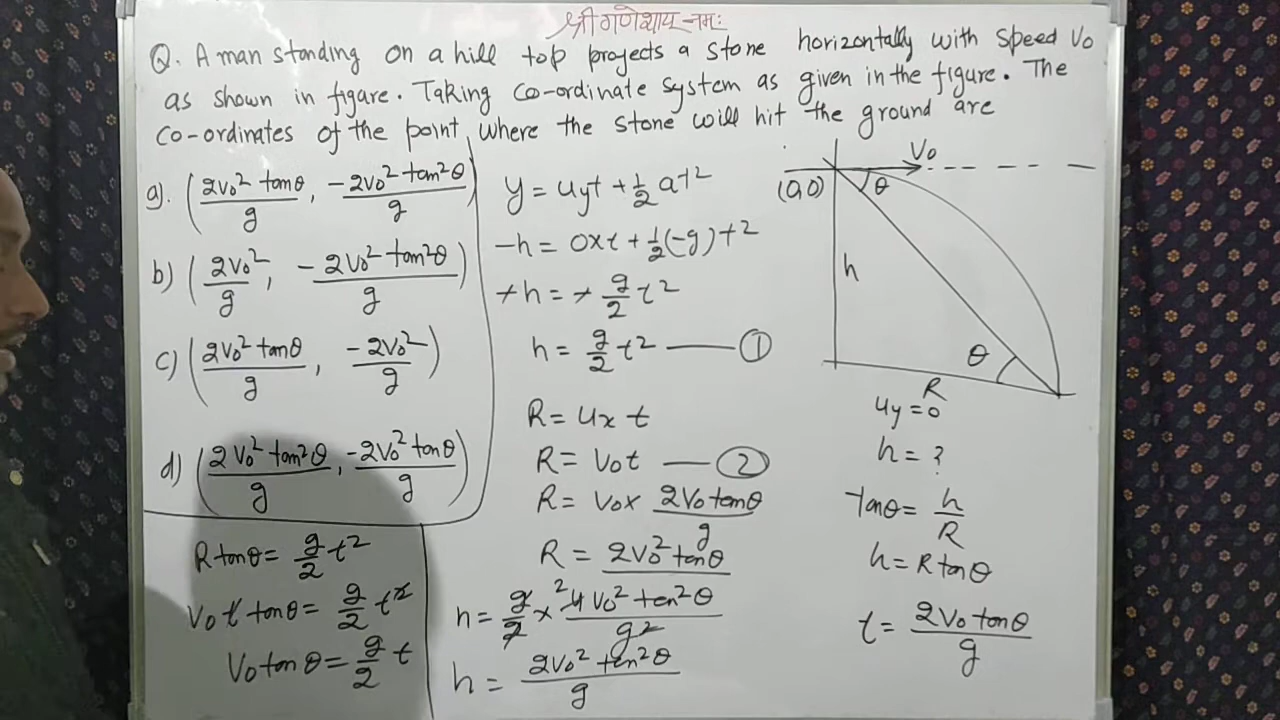 श्री गणेशाय नमः
Q. A man standing on a hill top projects a stone horizontally with speed V₀
as shown in figare. Taking co-ordinate system as given in the figure. The
co-ordinates of the point, where the stone will hit the ground are
a). (2v₀² tanθ/g, -2v₀² tan²θ/g)
b) (2v₀²/g, -2v₀² tan²θ/g)
c) (2v₀² tanθ/g, -2v₀²/g)
d) (2v₀² tan²θ/g, -2v₀² tanθ/g)
R tanθ = g/2 t²
V₀ t tanθ = g/2 t²
V₀ tan θ = g/2 t
y = uyt + 1/2 at²
-h = 0xt + 1/2(-g)t²
-h = - g/2 t²
h = g/2 t² —— 1
R = ux t
R = V₀t —— 2
R = V₀x 2V₀ tanθ/g
R = 2V₀² tanθ/g
h = g/2 x 4V₀² tan²θ/g²
2
h = 2V₀² tan²θ/g
V₀
(0,0)
θ
h
θ
R
uy = 0
h = ?
Tanθ = h/R
h = R tanθ
t = 2V₀ tanθ/g